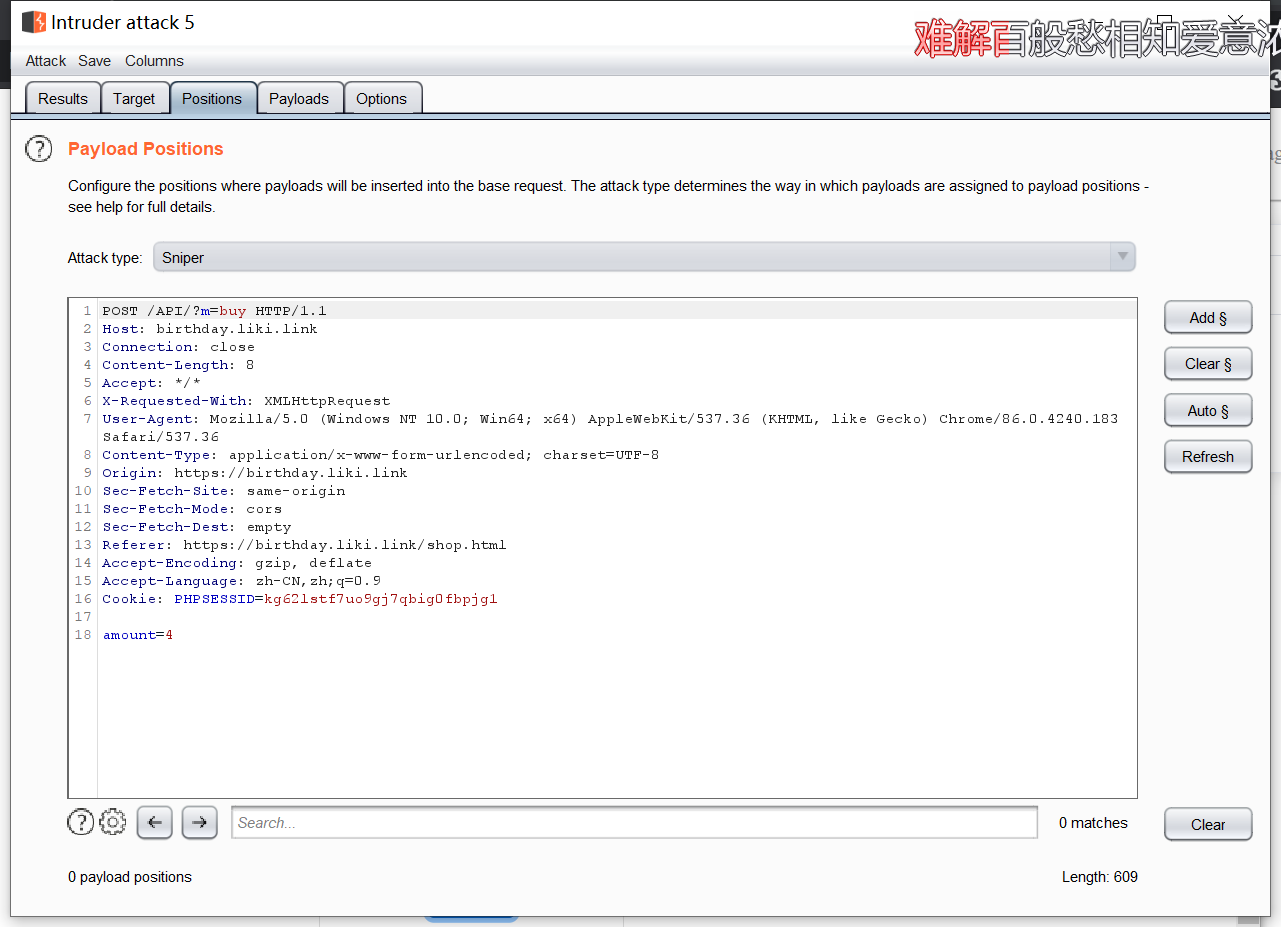 Intruder attack 5
难解百般愁相知爱意浓
Attack Save Columns
Results Target Positions Payloads Options
Payload Positions
Configure the positions where payloads will be inserted into the base request. The attack type determines the way in which payloads are assigned to payload positions -
see help for full details.
Attack type: Sniper
1 POST /API/?m=buy HTTP/1.1
2 Host: birthday.liki.link
3 Connection: close
4 Content-Length: 8
5 Accept: */*
6 X-Requested-With: XMLHttpRequest
7 User-Agent: Mozilla/5.0 (Windows NT 10.0; Win64; x64) AppleWebKit/537.36 (KHTML, like Gecko) Chrome/86.0.4240.183
Safari/537.36
8 Content-Type: application/x-www-form-urlencoded; charset=UTF-8
9 Origin: https://birthday.liki.link
10 Sec-Fetch-Site: same-origin
11 Sec-Fetch-Mode: cors
12 Sec-Fetch-Dest: empty
13 Referer: https://birthday.liki.link/shop.html
14 Accept-Encoding: gzip, deflate
15 Accept-Language: zh-CN,zh;q=0.9
16 Cookie: PHPSESSID=kg62lstf7uo9gj7qbig0fbpjgl
17
18 amount=4
Add §
Clear §
Auto §
Refresh
Search...
0 matches
Clear
0 payload positions
Length: 609